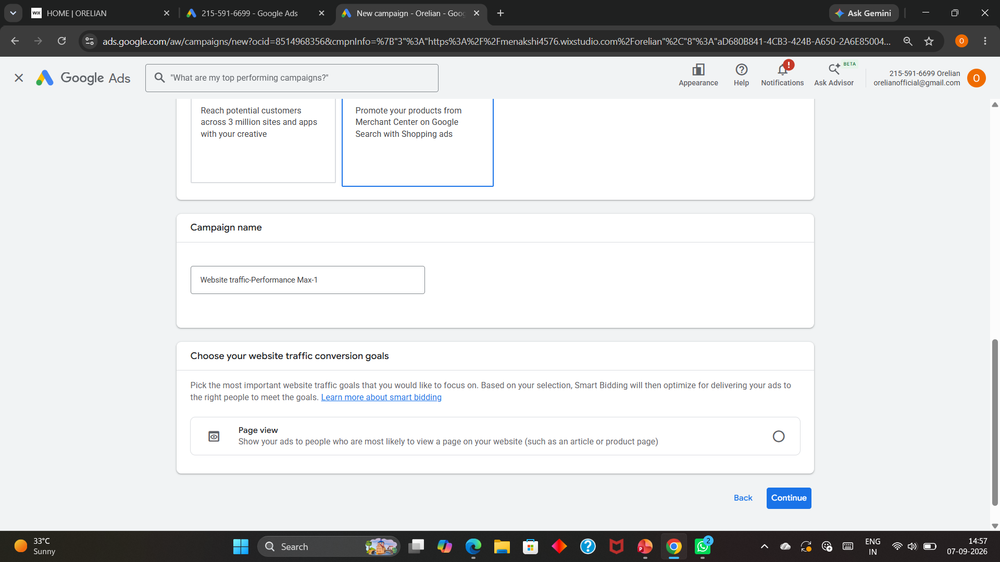 WIX HOME | ORELIAN
215-591-6699 - Google Ads
New campaign - Orelian - Goog
Ask Gemini
ads.google.com/aw/campaigns/new?ocid=8514968356&cmpnInfo=%7B"3"%3A"https%3A%2F%2Fmenakshi4576.wixstudio.com%2Forelian"%2C"8"%3A"aD680B841-4CB3-424B-A650-2A6E85004...
O
Google Ads
"What are my top performing campaigns?"
Appearance
Help
!
Notifications
BETA
Ask Advisor
215-591-6699 Orelian
orelianofficial@gmail.com
O
Reach potential customers
across 3 million sites and apps
with your creative
Promote your products from
Merchant Center on Google
Search with Shopping ads
Campaign name
Website traffic-Performance Max-1
Choose your website traffic conversion goals
Pick the most important website traffic goals that you would like to focus on. Based on your selection, Smart Bidding will then optimize for delivering your ads to
the right people to meet the goals. Learn more about smart bidding
Page view
Show your ads to people who are most likely to view a page on your website (such as an article or product page)
Back
Continue
33°C
Sunny
Search
P
2
ENG
IN
14:57
07-09-2026